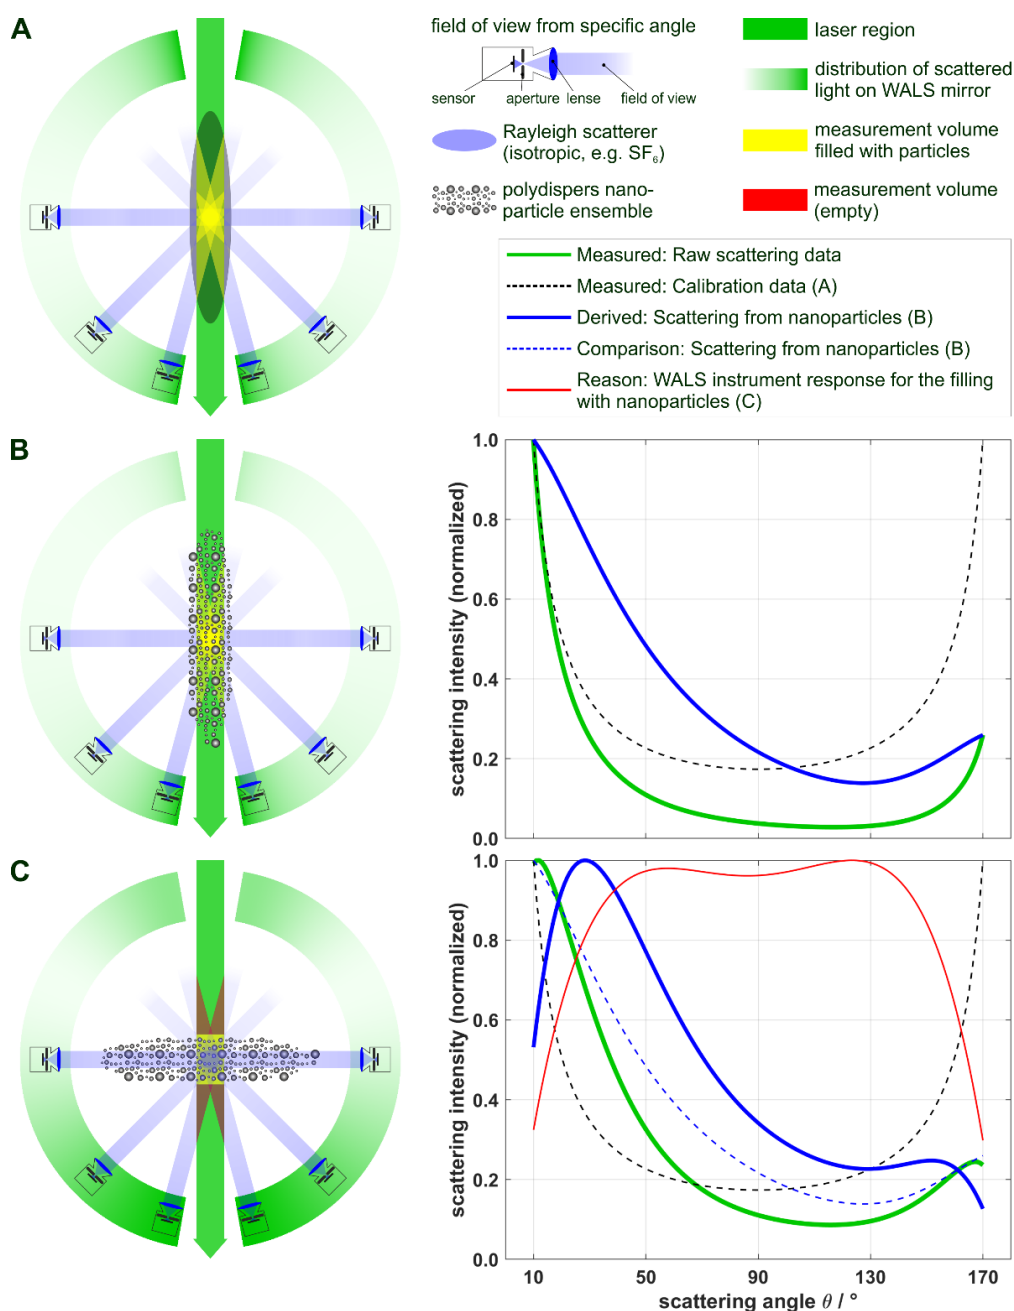 A
field of view from specific angle
sensor
aperture
lense
field of view
Rayleigh scatterer
(isotropic, e.g. SF₆)
polydispers nano-
particle ensemble
laser region
distribution of scattered
light on WALS mirror
measurement volume
filled with particles
measurement volume
(empty)
Measured: Raw scattering data
Measured: Calibration data (A)
Derived: Scattering from nanoparticles (B)
Comparison: Scattering from nanoparticles (B)
Reason: WALS instrument response for the filling
with nanoparticles (C)
B
scattering intensity (normalized)
1.0
0.8
0.6
0.4
0.2
0.0
10
50
90
130
170
C
scattering intensity (normalized)
1.0
0.8
0.6
0.4
0.2
0.0
10
50
90
130
170
scattering angle θ / °